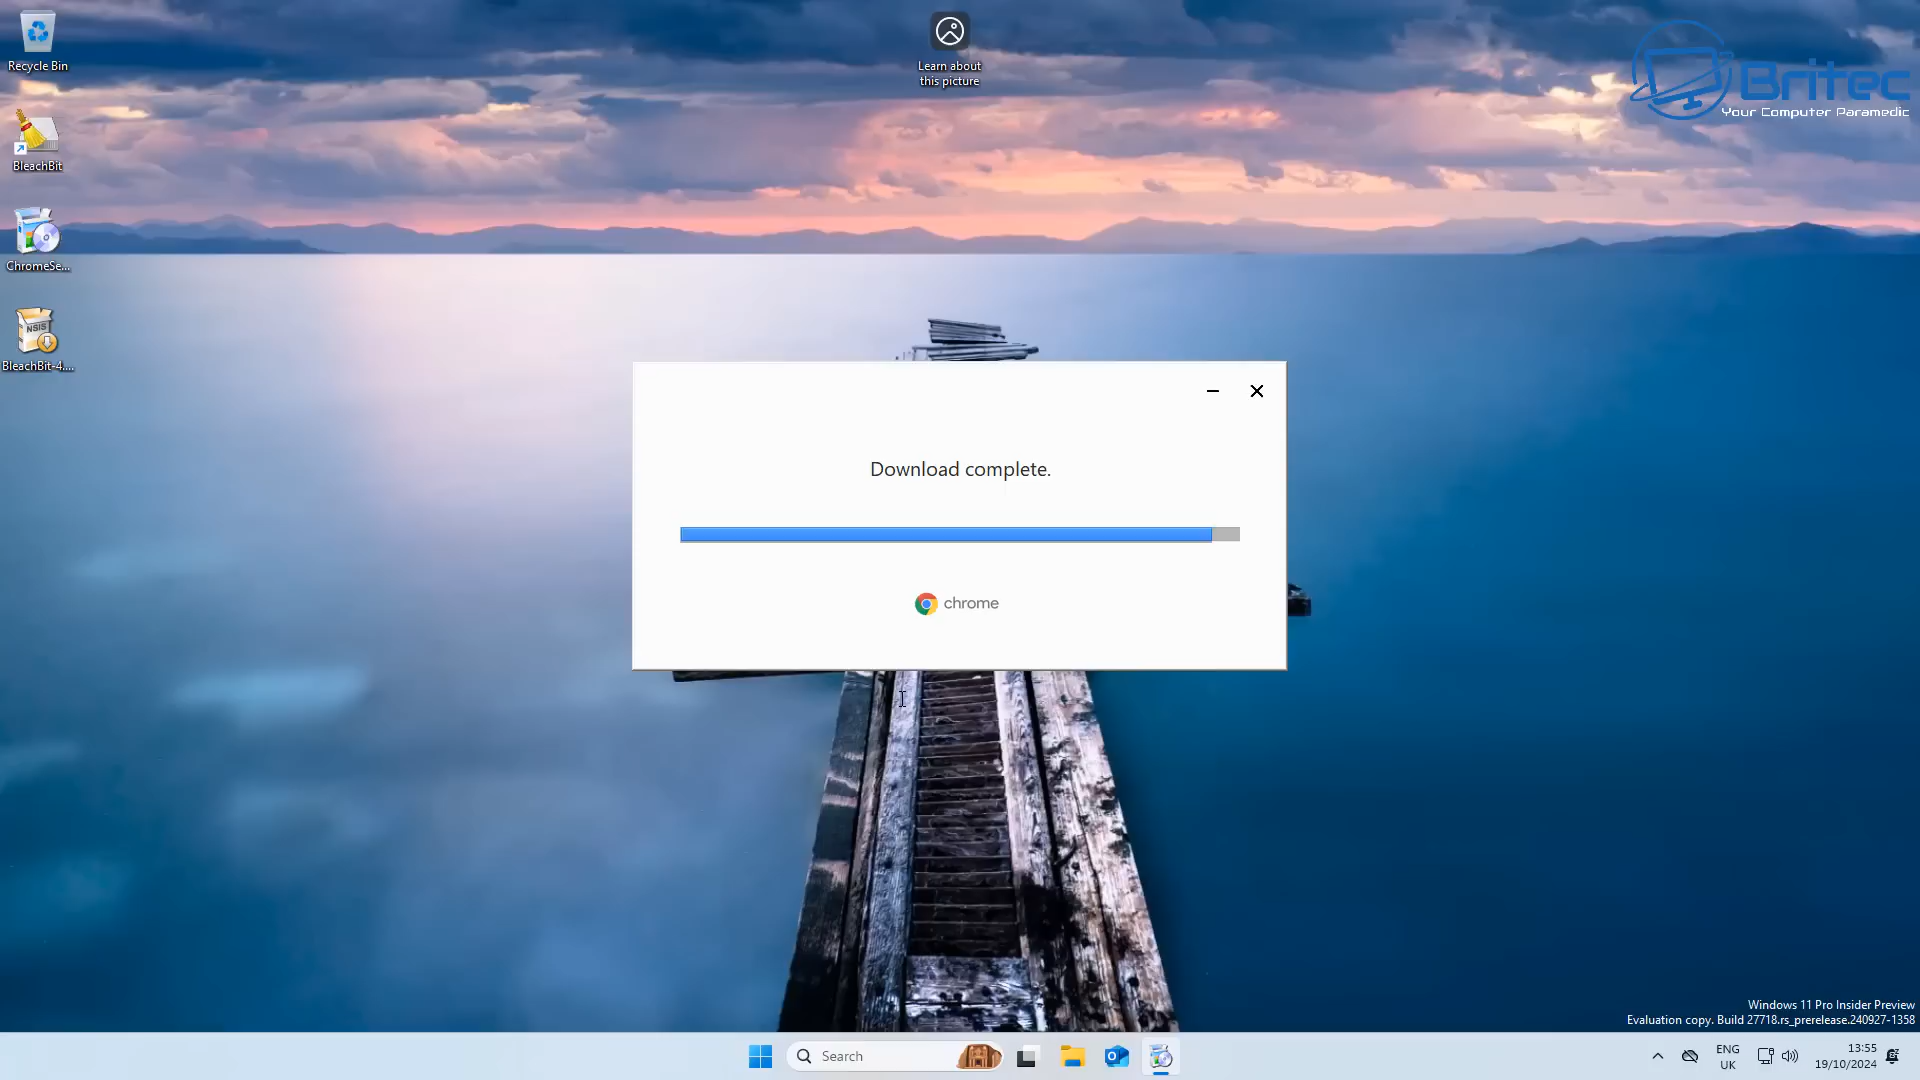 Recycle Bin
Learn about
this picture
Britec
Your Computer Paramedic
BleachBit
ChromeSe...
NSIS
BleachBit-4....
Download complete.
chrome
Windows 11 Pro Insider Preview
Evaluation copy. Build 27718.rs_prerelease.240927-1358
Search
ENG
UK
13:55
19/10/2024